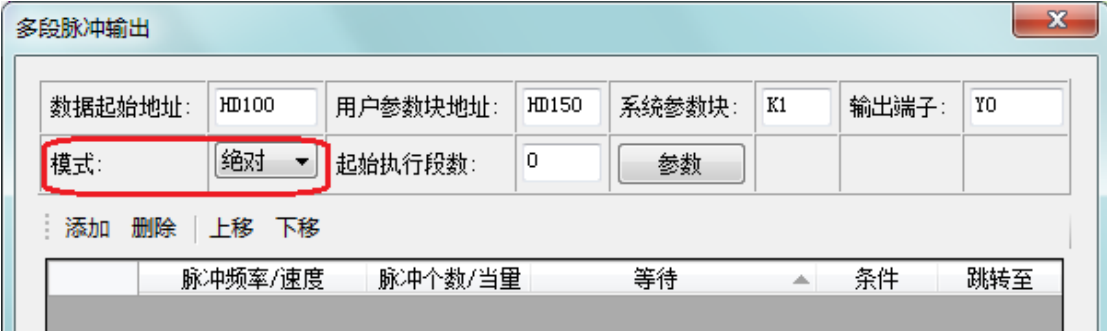 多段脉冲输出
数据起始地址: HD100 用户参数块地址: HD150 系统参数块: K1 输出端子: Y0
模式: 绝对 起始执行段数: 0 参数
添加 删除 上移 下移
脉冲频率/速度 脉冲个数/当量 等待 条件 跳转至